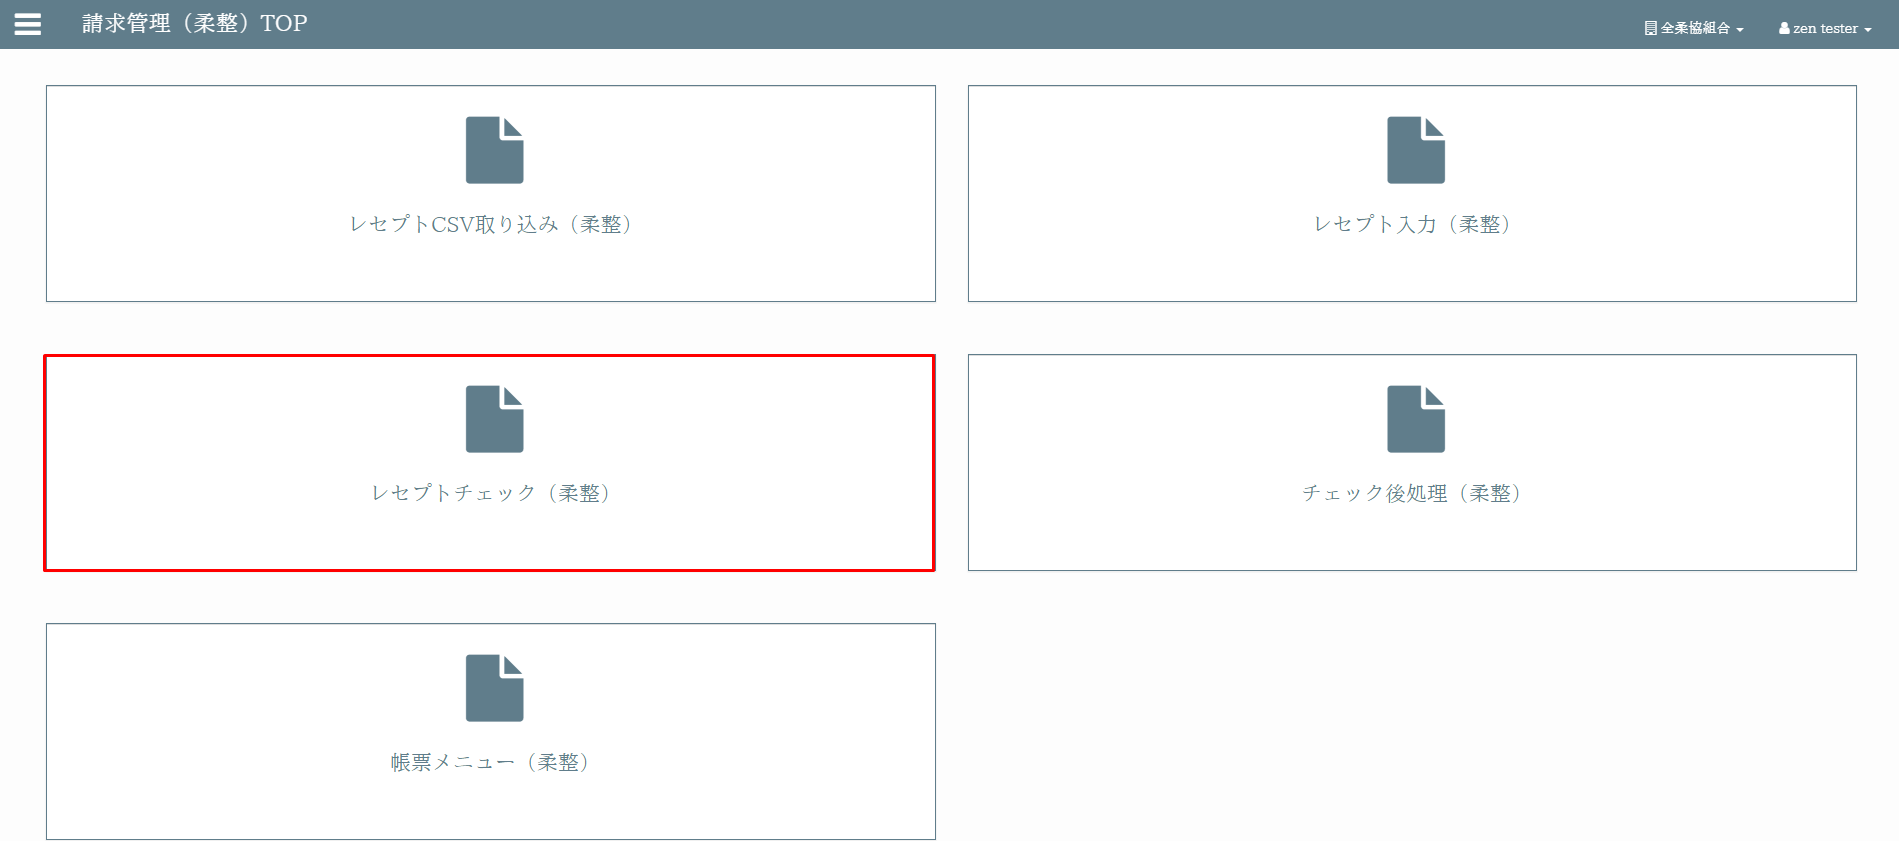 請求管理（柔整）TOP
全柔協組合
zen tester
レセプトCSV取り込み（柔整）
レセプト入力（柔整）
レセプトチェック（柔整）
チェック後処理（柔整）
帳票メニュー（柔整）